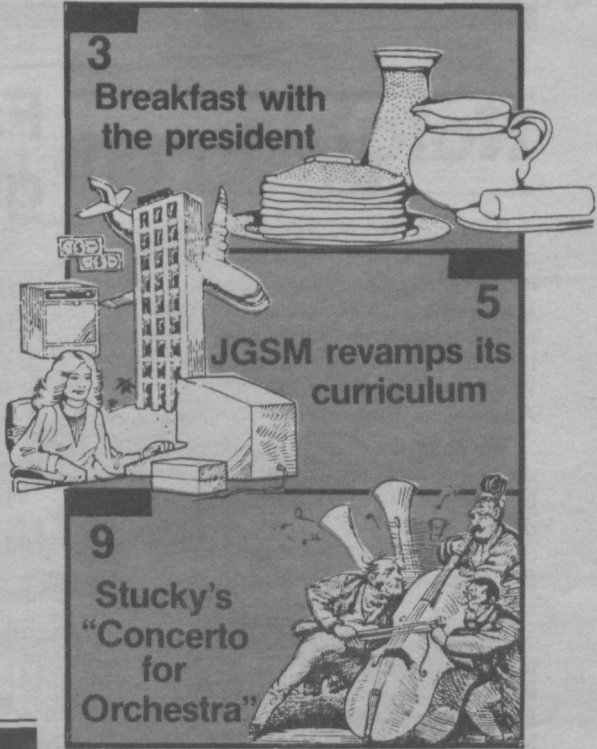 3
Breakfast with
the president
5
JGSM revamps its
curriculum
9
Stucky's
"Concerto
for
Orchestra"